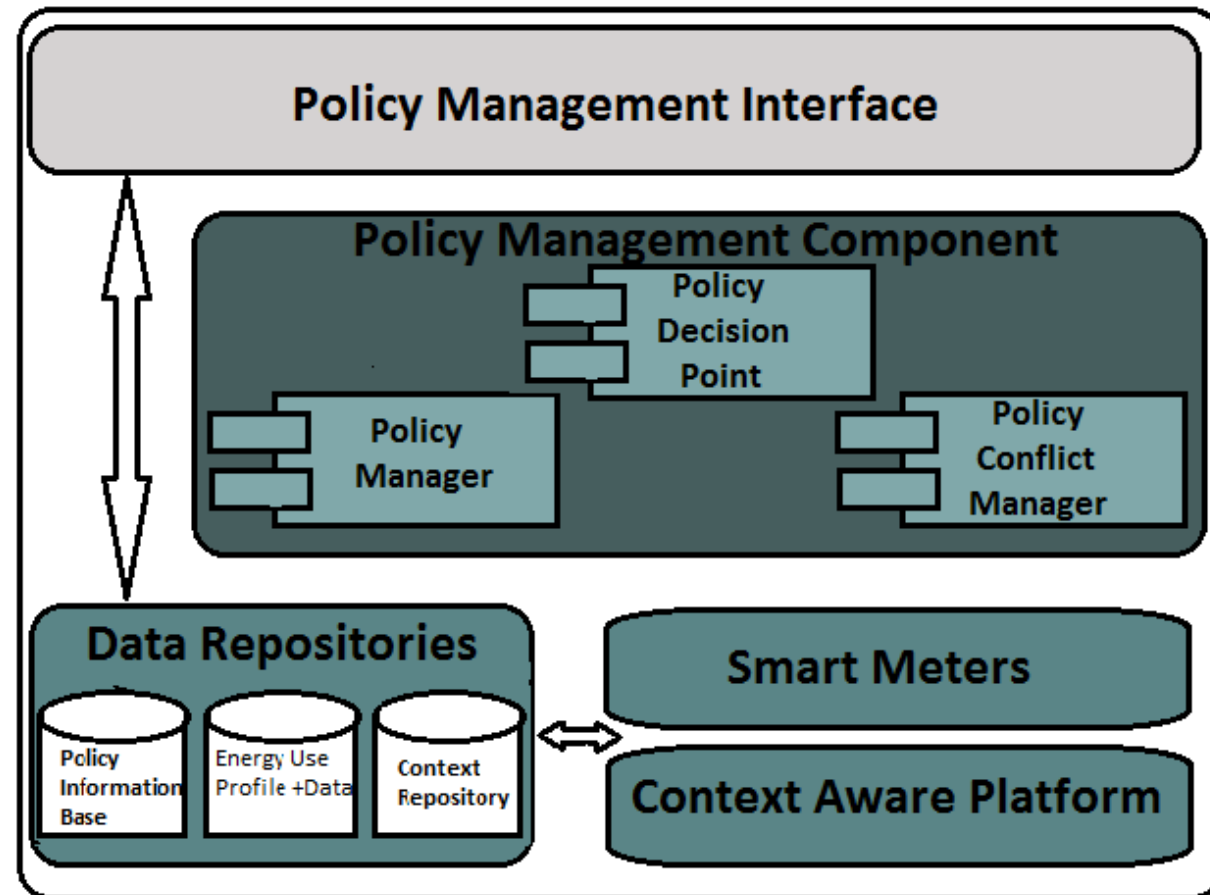 Policy Management Interface
Policy Management Component
Policy
Decision
Point
Policy
Manager
Policy
Conflict
Manager
Data Repositories
Policy
Information
Base
Energy Use
Profile +Data
Context
Repository
Smart Meters
Context Aware Platform